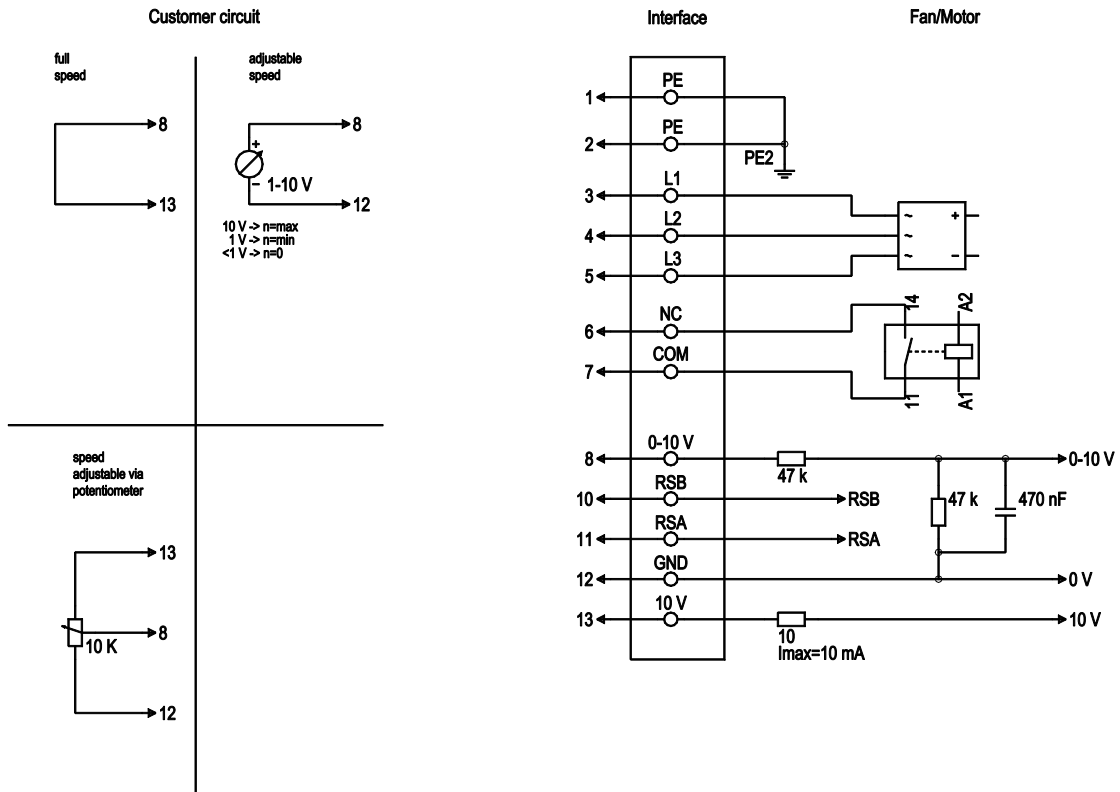 Customer circuit
Interface
Fan/Motor
full
speed
adjustable
speed
8
13
8
+
−
1-10 V
12
10 V -> n=max
1 V -> n=min
<1 V -> n=0
speed
adjustable via
potentiometer
13
8
10 K
12
1
PE
2
PE
PE2
3
L1
4
L2
5
L3
~
~
~
+
−
6
NC
7
COM
14
A2
11
A1
8
0-10 V
47 k
0-10 V
10
RSB
RSB
47 k
470 nF
11
RSA
RSA
12
GND
0 V
13
10 V
10
Imax=10 mA
10 V